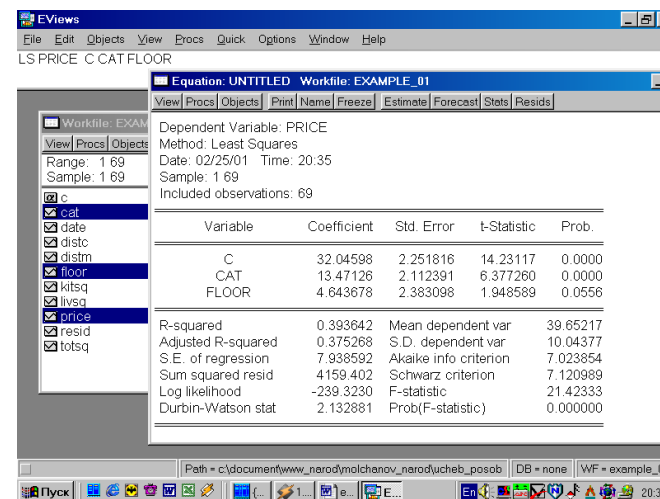 EViews
File Edit Objects View Procs Quick Options Window Help
LS PRICE C CAT FLOOR
Equation: UNTITLED Workfile: EXAMPLE_01
View Procs Objects Print Name Freeze Estimate Forecast Stats Resids
Workfile: EXAM
View Procs Objects
Range: 1 69
Sample: 1 69
c
cat
date
distc
distm
floor
kitsq
livsq
price
resid
totsq
Dependent Variable: PRICE
Method: Least Squares
Date: 02/25/01 Time: 20:35
Sample: 1 69
Included observations: 69
Variable Coefficient Std. Error t-Statistic Prob.
C 32.04598 2.251816 14.23117 0.0000
CAT 13.47126 2.112391 6.377260 0.0000
FLOOR 4.643678 2.383098 1.948589 0.0556
R-squared 0.393642 Mean dependent var 39.65217
Adjusted R-squared 0.375268 S.D. dependent var 10.04377
S.E. of regression 7.938592 Akaike info criterion 7.023854
Sum squared resid 4159.402 Schwarz criterion 7.120989
Log likelihood -239.3230 F-statistic 21.42333
Durbin-Watson stat 2.132881 Prob(F-statistic) 0.000000
Path = c:\document\www_narod\molchanov_narod\ucheb_posob DB = none WF = example_
Пуск {... 1... e... E... En 20:3